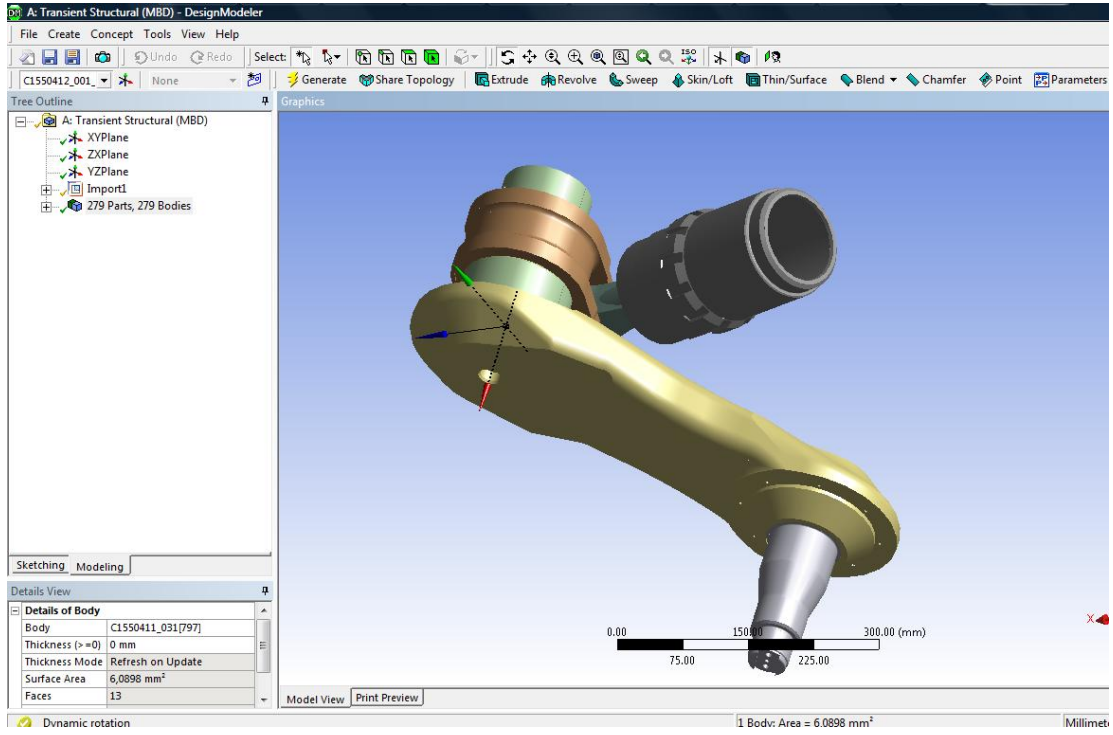 A: Transient Structural (MBD) - DesignModeler
File Create Concept Tools View Help
Undo Redo Select: ISO
C1550412_001_ None Generate Share Topology Extrude Revolve Sweep Skin/Loft Thin/Surface Blend Chamfer Point Parameters
Tree Outline
Graphics
A: Transient Structural (MBD)
XYPlane
ZXPlane
YZPlane
Import1
279 Parts, 279 Bodies
Sketching Modeling
Details View
Details of Body
Body C1550411_031[797]
Thickness (>=0) 0 mm
Thickness Mode Refresh on Update
Surface Area 6,0898 mm²
Faces 13
0.00 150.00 300.00 (mm)
75.00 225.00
X
Model View Print Preview
Dynamic rotation
1 Body: Area = 6,0898 mm²
Millimet